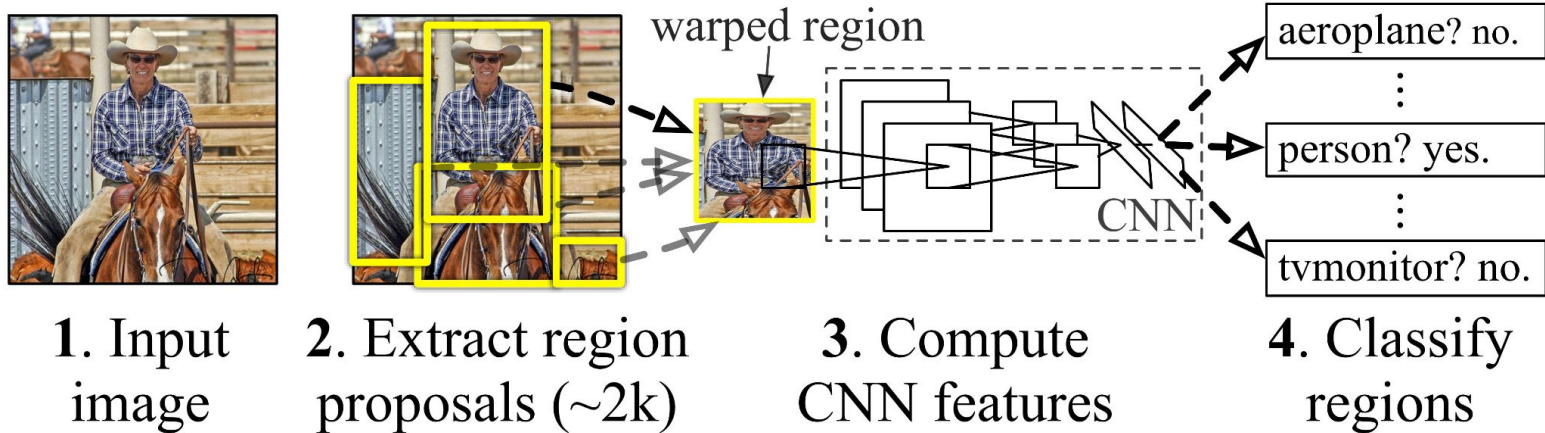 warped region
aeroplane? no.
person? yes.
CNN
tvmonitor? no.
1. Input
image
2. Extract region
proposals (~2k)
3. Compute
CNN features
4. Classify
regions